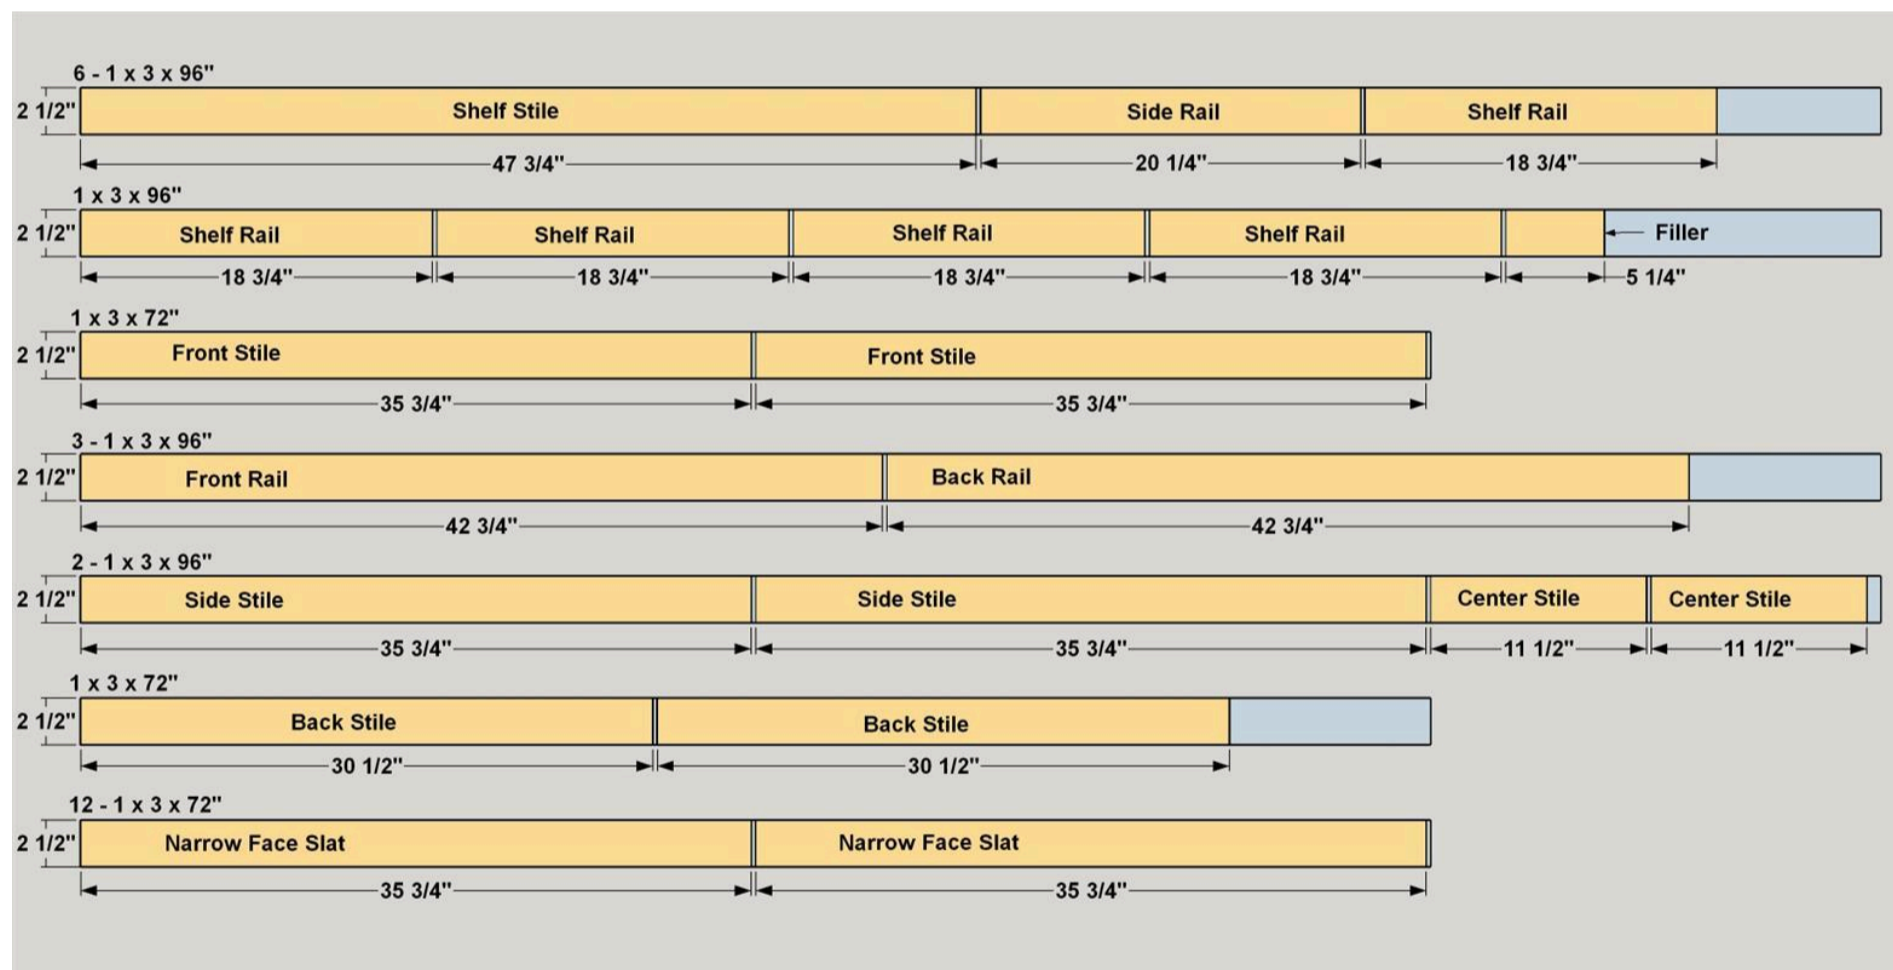 6 - 1 x 3 x 96"
2 1/2" Shelf Stile Side Rail Shelf Rail
47 3/4" 20 1/4" 18 3/4"
1 x 3 x 96"
2 1/2" Shelf Rail Shelf Rail Shelf Rail Shelf Rail Filler
18 3/4" 18 3/4" 18 3/4" 18 3/4" 5 1/4"
1 x 3 x 72"
2 1/2" Front Stile Front Stile
35 3/4" 35 3/4"
3 - 1 x 3 x 96"
2 1/2" Front Rail Back Rail
42 3/4" 42 3/4"
2 - 1 x 3 x 96"
2 1/2" Side Stile Side Stile Center Stile Center Stile
35 3/4" 35 3/4" 11 1/2" 11 1/2"
1 x 3 x 72"
2 1/2" Back Stile Back Stile
30 1/2" 30 1/2"
12 - 1 x 3 x 72"
2 1/2" Narrow Face Slat Narrow Face Slat
35 3/4" 35 3/4"